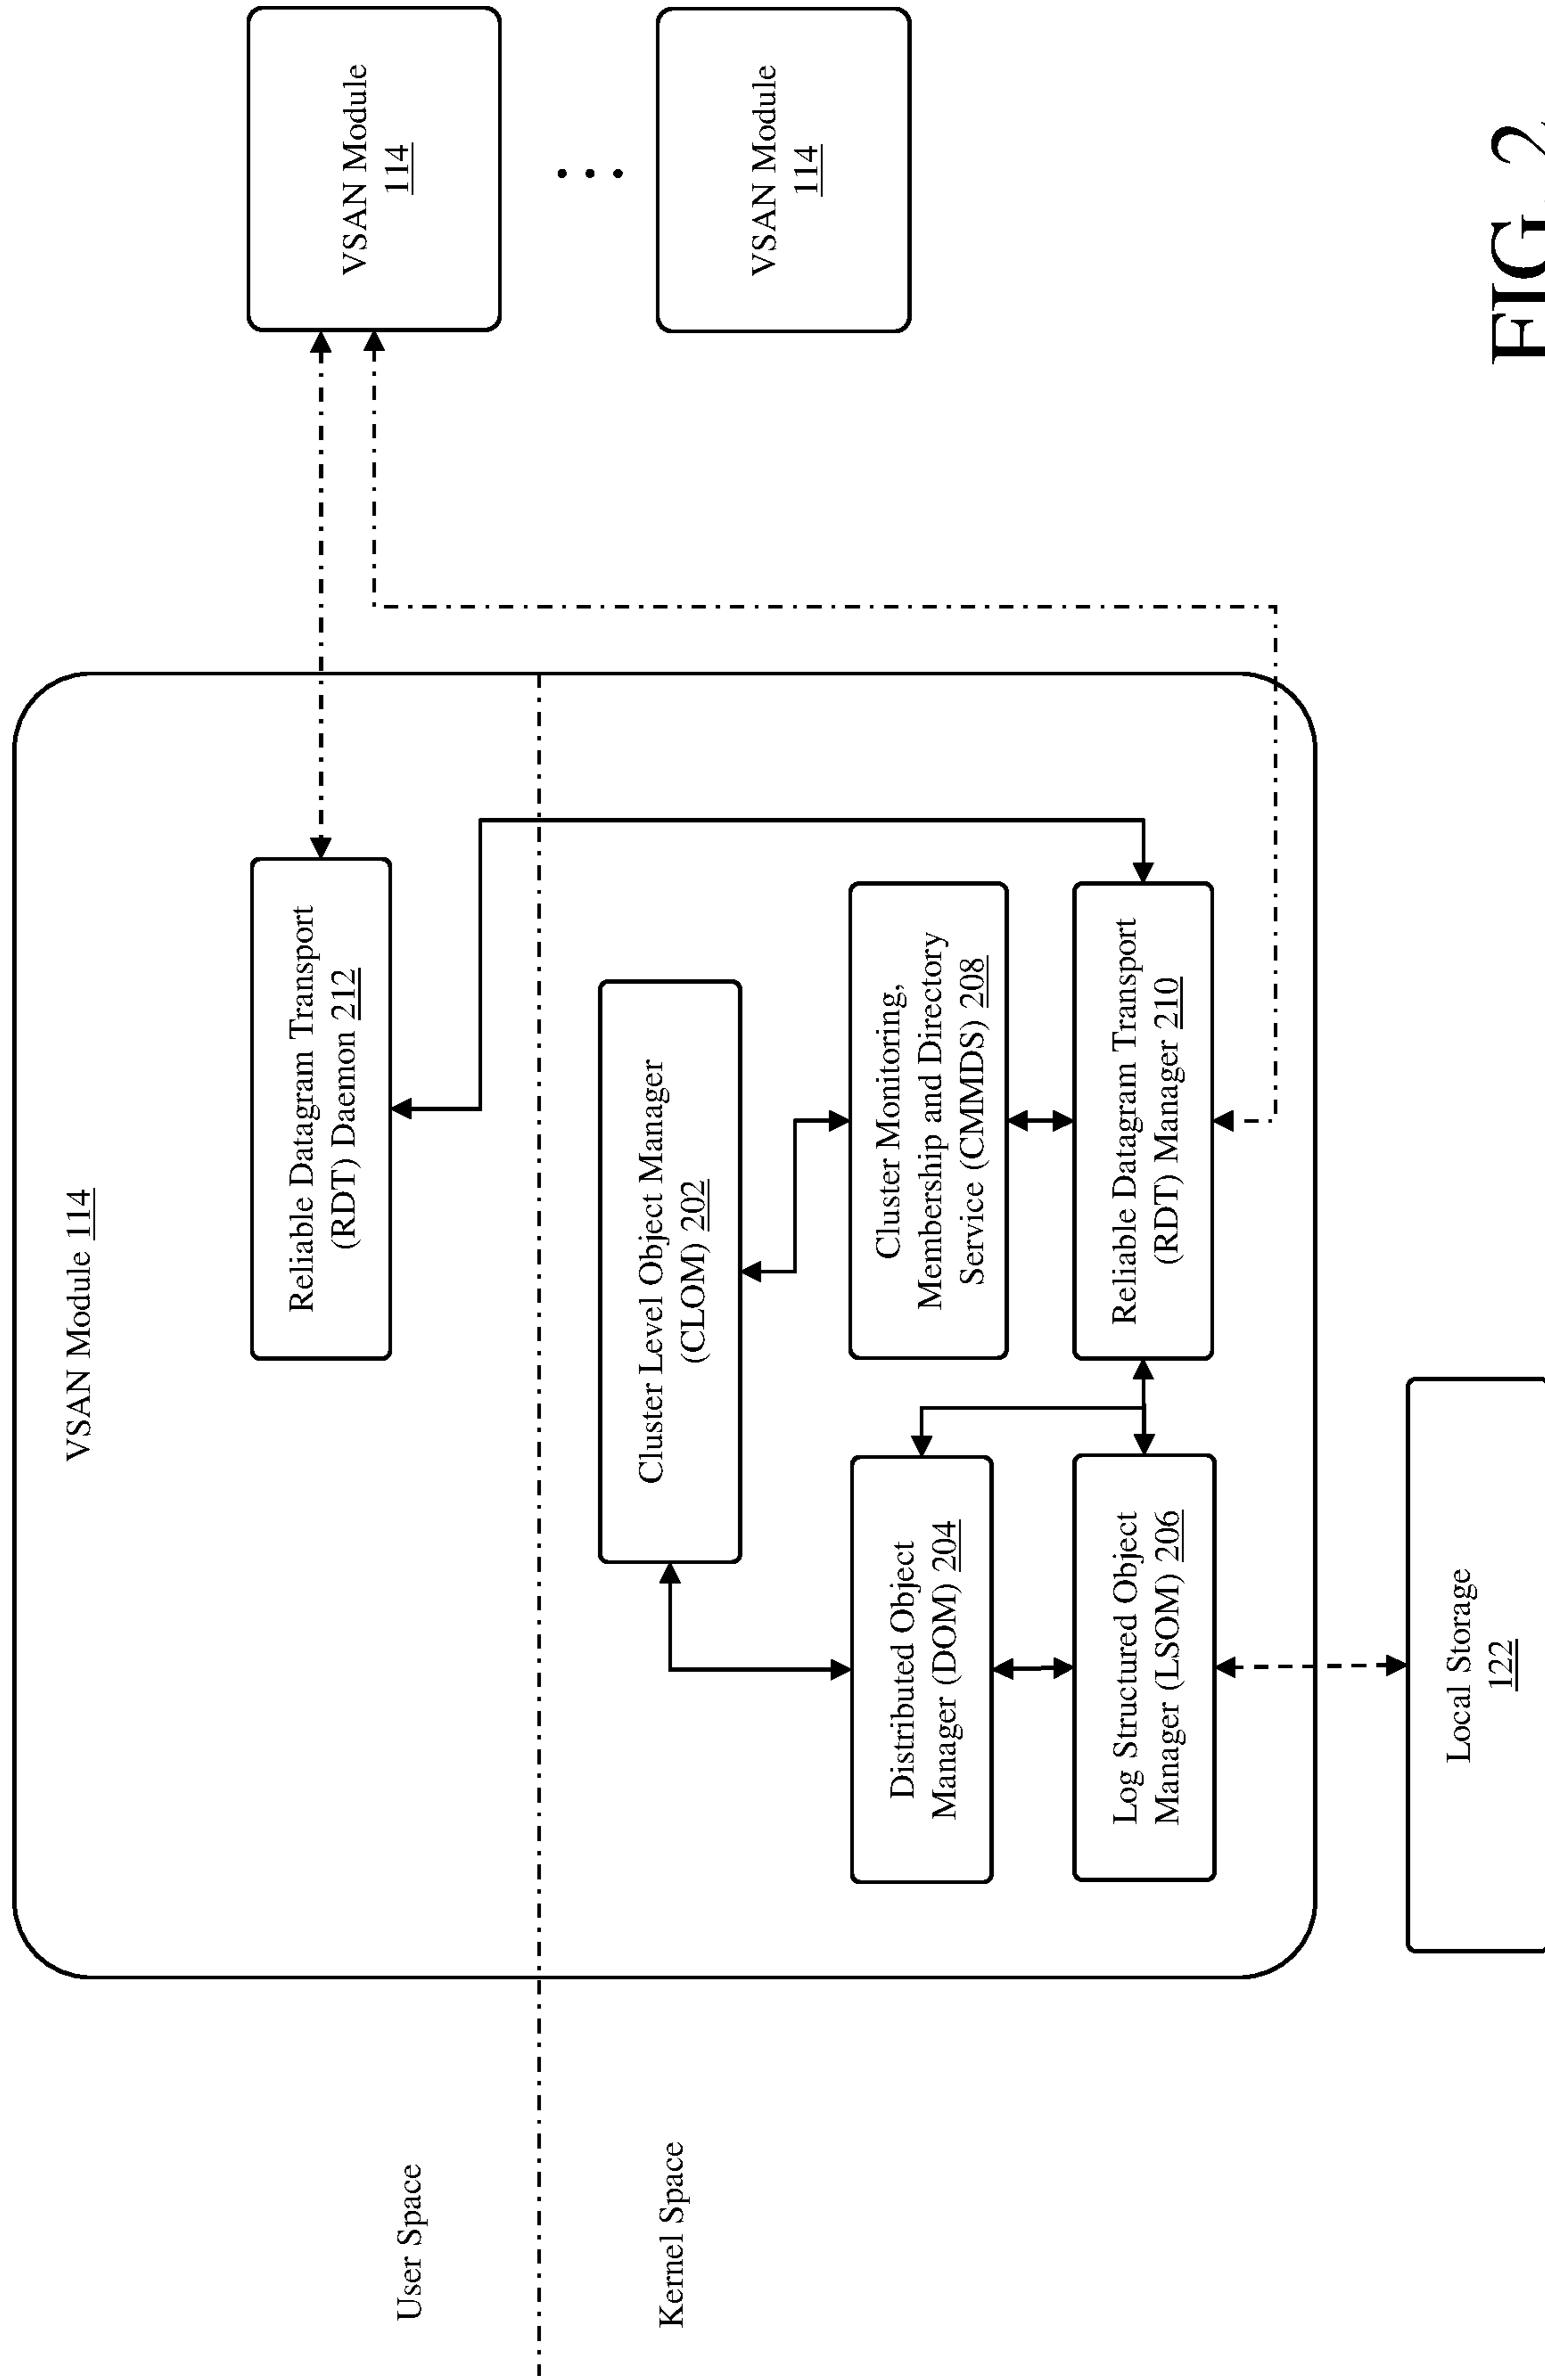 VSAN Module 114
User Space
Reliable Datagram Transport
(RDT) Daemon 212
VSAN Module
114
Kernel Space
Cluster Level Object Manager
(CLOM) 202
VSAN Module
114
Distributed Object
Manager (DOM) 204
Cluster Monitoring,
Membership and Directory
Service (CMMDS) 208
Log Structured Object
Manager (LSOM) 206
Reliable Datagram Transport
(RDT) Manager 210
Local Storage
122
FIG. 2